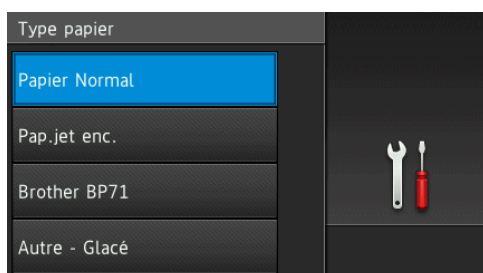 Type papier
Papier Normal
Pap.jet enc.
Brother BP71
Autre - Glacé